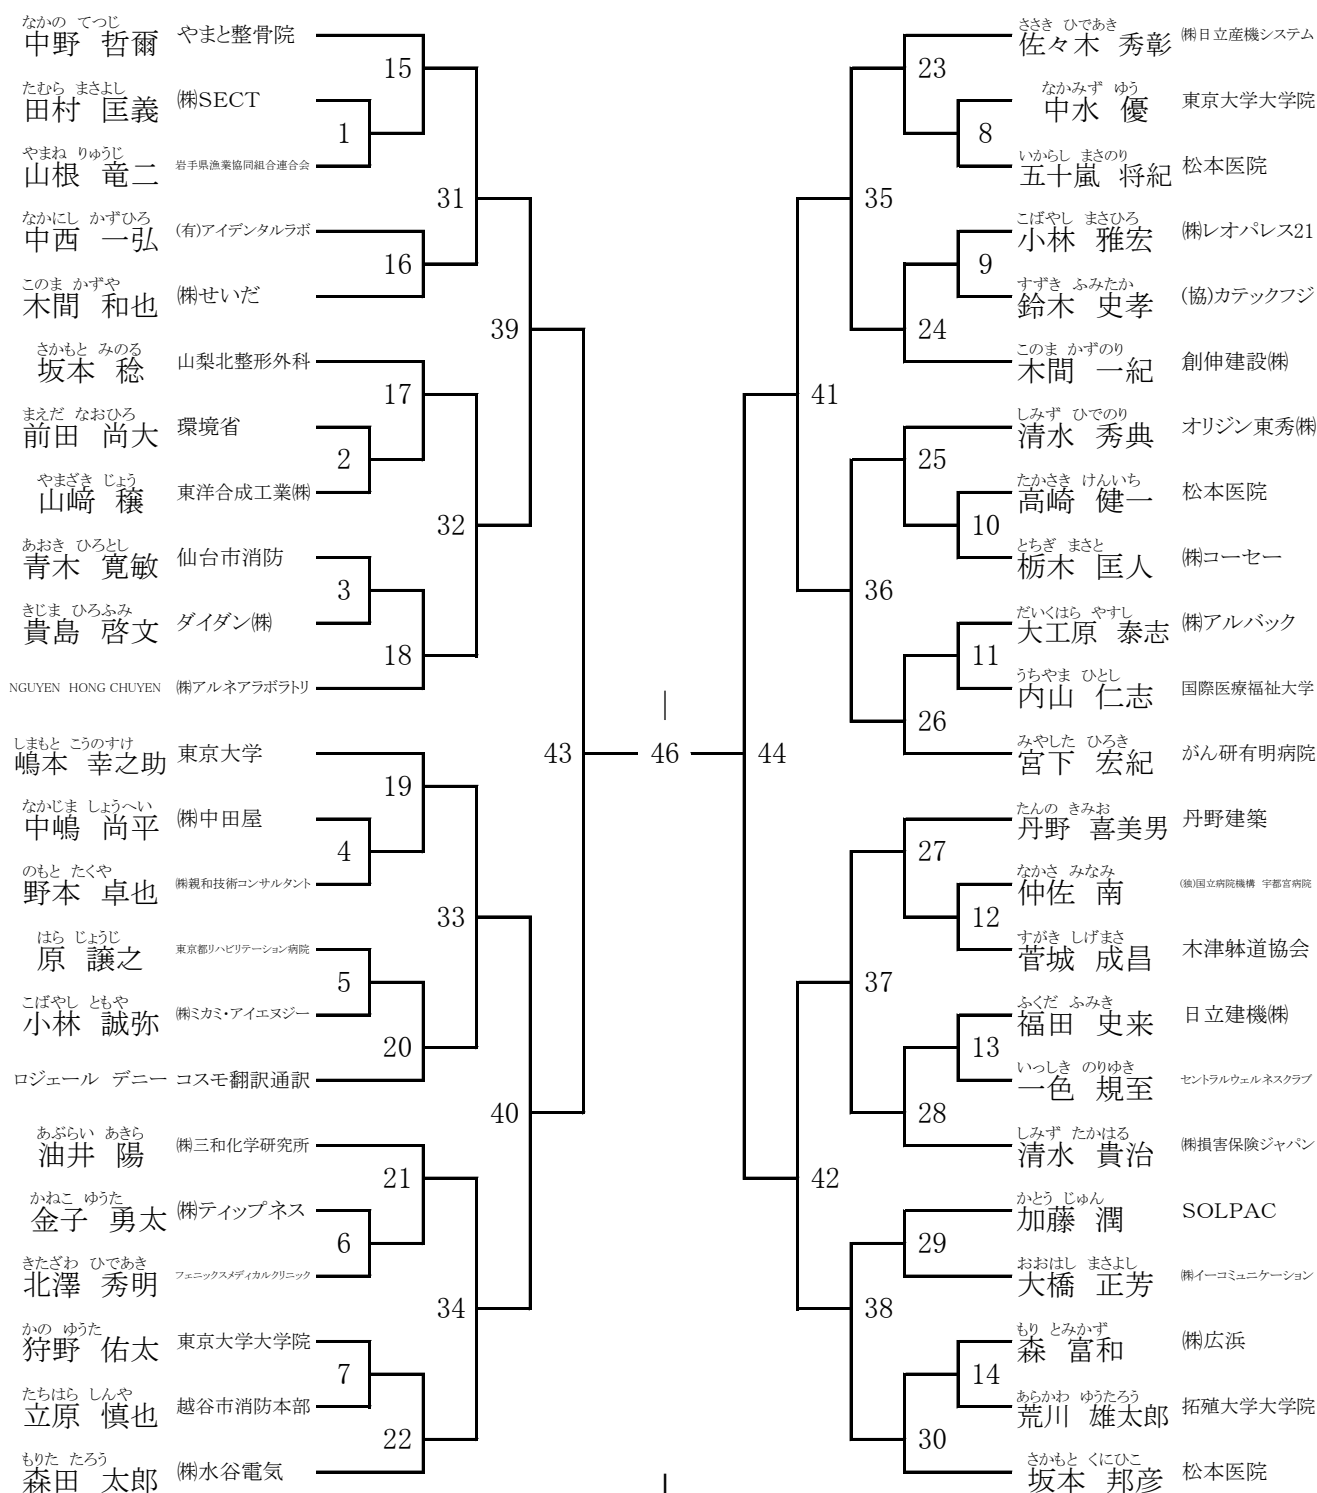 なかの てつじ
中野 哲爾 やまと整骨院
15
たむら まさよし
田村 匡義 ㈱SECT
1
やまね りゅうじ
山根 竜二 岩手県漁業協同組合連合会
31
なかにし かずひろ
中西 一弘 (有)アイデンタルラボ
16
このま かずや
木間 和也 ㈱せいだ
39
さかもと みのる
坂本 稔 山梨北整形外科
17
まえだ なおひろ
前田 尚大 環境省
2
やまざき じょう
山﨑 穣 東洋合成工業㈱
32
あおき ひろとし
青木 寛敏 仙台市消防
3
きじま ひろふみ
貴島 啓文 ダイダン㈱
18
NGUYEN HONG CHUYEN ㈱アルネアラボラトリ
43
しまもと こうのすけ
嶋本 幸之助 東京大学
19
なかじま しょうへい
中嶋 尚平 ㈱中田屋
4
のもと たくや
野本 卓也 ㈱親和技術コンサルタント
33
はら じょうじ
原 譲之 東京都リハビリテーション病院
5
こばやし ともや
小林 誠弥 ㈱ミカミ・アイエヌジー
20
ロジェール デニー コスモ翻訳通訳
40
あぶらい あきら
油井 陽 ㈱三和化学研究所
21
かねこ ゆうた
金子 勇太 ㈱ティップネス
6
きたざわ ひであき
北澤 秀明 フェニックスメディカルクリニック
34
かの ゆうた
狩野 佑太 東京大学大学院
7
たちはら しんや
立原 慎也 越谷市消防本部
22
もりた たろう
森田 太郎 ㈱水谷電気
46
ささき ひであき
佐々木 秀彰 ㈱日立産機システム
23
なかみず ゆう
中水 優 東京大学大学院
8
いからし まさのり
五十嵐 将紀 松本医院
35
こばやし まさひろ
小林 雅宏 ㈱レオパレス21
9
すずき ふみたか
鈴木 史孝 (協)カテックフジ
24
このま かずのり
木間 一紀 創伸建設㈱
41
しみず ひでのり
清水 秀典 オリジン東秀㈱
25
たかさき けんいち
高崎 健一 松本医院
10
とちぎ まさと
栃木 匡人 ㈱コーセー
36
だいくはら やすし
大工原 泰志 ㈱アルバック
11
うちやま ひとし
内山 仁志 国際医療福祉大学
26
みやした ひろき
宮下 宏紀 がん研有明病院
44
たんの きみお
丹野 喜美男 丹野建築
27
なかさ みなみ
仲佐 南 (独)国立病院機構 宇都宮病院
12
すがき しげまさ
菅城 成昌 木津躰道協会
37
ふくだ ふみき
福田 史来 日立建機㈱
13
いっしき のりゆき
一色 規至 セントラルウェルネスクラブ
28
しみず たかはる
清水 貴治 ㈱損害保険ジャパン
42
かとう じゅん
加藤 潤 SOLPAC
29
おおはし まさよし
大橋 正芳 ㈱イーコミュニケーション
38
もり とみかず
森 富和 ㈱広浜
14
あらかわ ゆうたろう
荒川 雄太郎 拓殖大学大学院
30
さかもと くにひこ
坂本 邦彦 松本医院